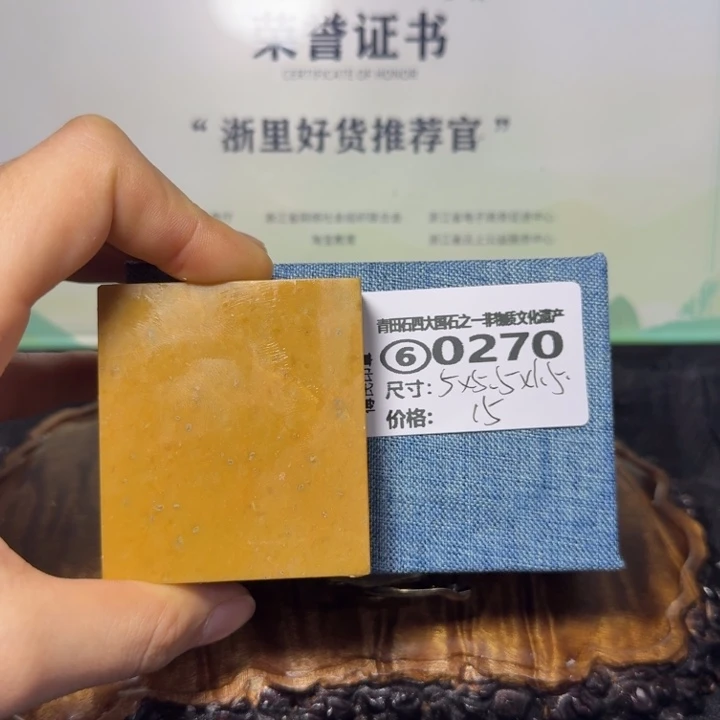 荣誉证书
CERTIFICATE OF HONOR
“浙里好货推荐官”
青田石四大国石之一非物质文化遗产
⑥0270
尺寸: 5x5.5x1.5.
价格: 15